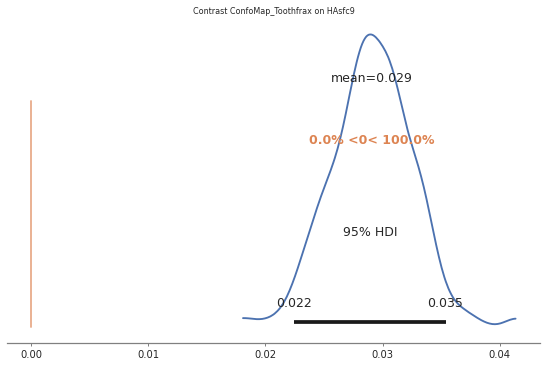 Contrast ConfoMap_Toothfrax on HAsfc9
mean=0.029
0.0% <0< 100.0%
95% HDI
0.022 0.035
0.00 0.01 0.02 0.03 0.04